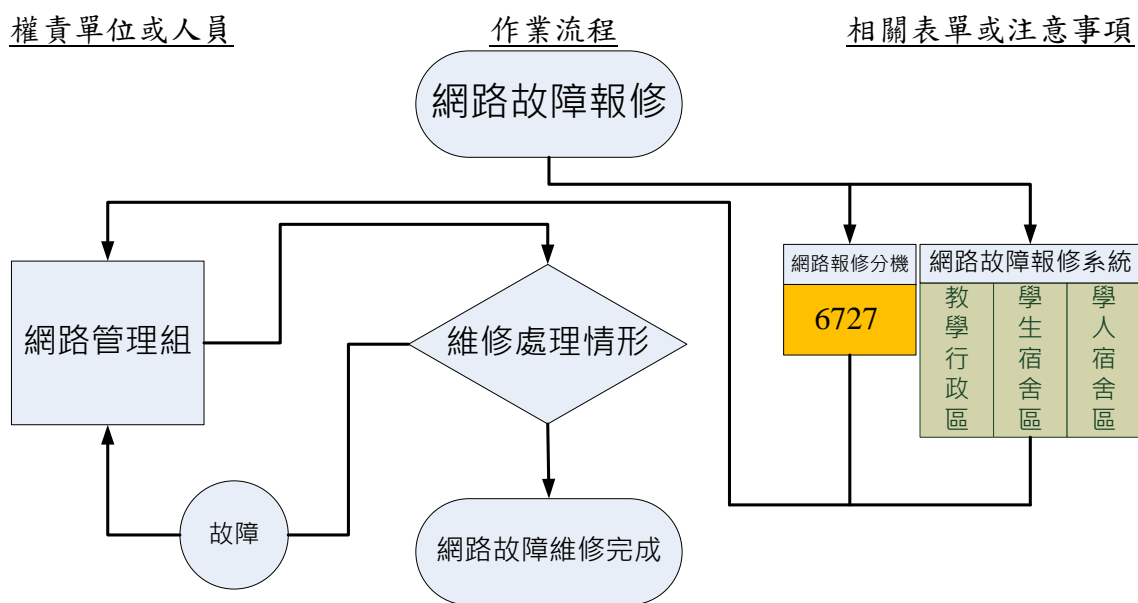 權責單位或人員
作業流程
相關表單或注意事項
網路故障報修
網路報修分機
6727
網路故障報修系統
教學行政區
學生宿舍區
學人宿舍區
網路管理組
維修處理情形
故障
網路故障維修完成